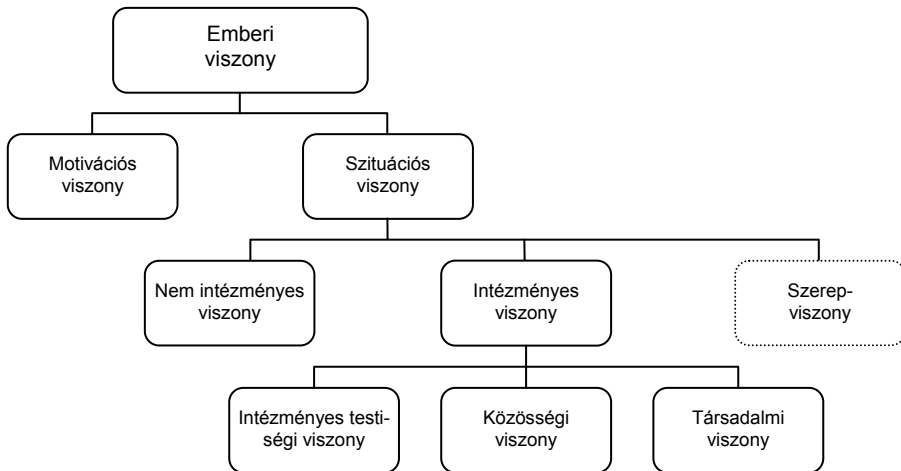 Emberi
viszony
Motivációs
viszony
Szituációs
viszony
Nem intézményes
viszony
Intézményes
viszony
Szerep-
viszony
Intézményes testi-
ségi viszony
Közösségi
viszony
Társadalmi
viszony